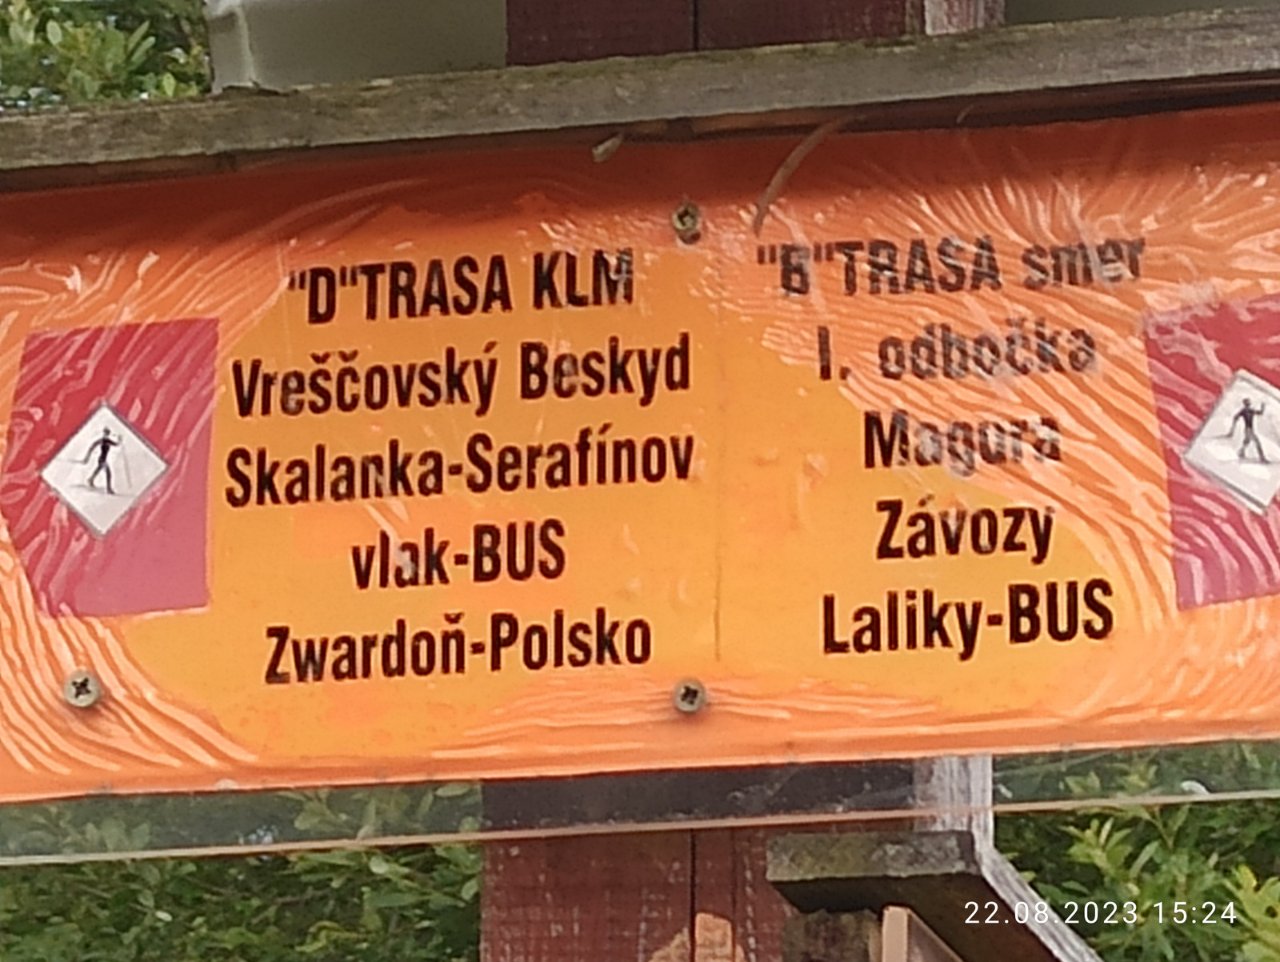 "D"TRASA KLM
Vreščovský Beskyd
Skalanka-Serafínov
vlak-BUS
Zwardoň-Polsko
"B"TRASA smer
I. odbočka
Magura
Závozy
Laliky-BUS
22.08.2023 15:24